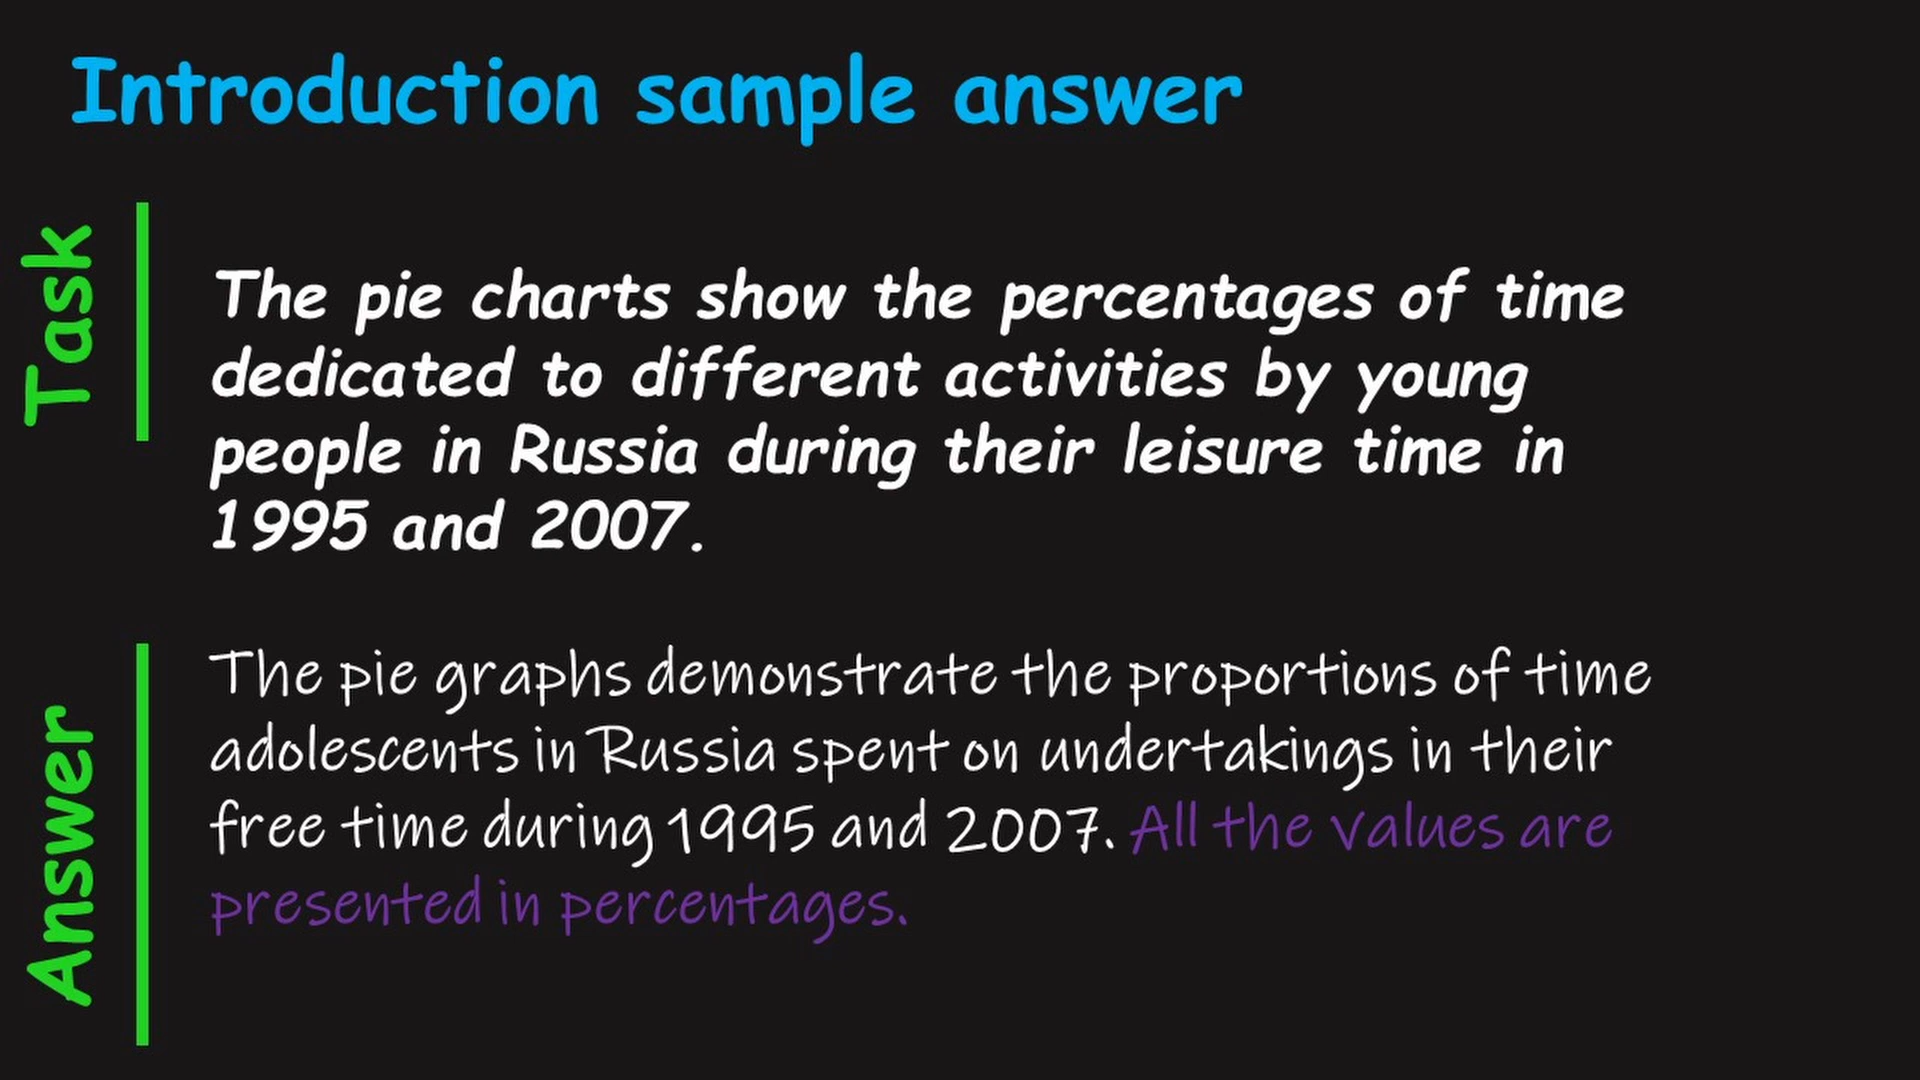 Introduction sample answer
Task
The pie charts show the percentages of time
dedicated to different activities by young
people in Russia during their leisure time in
1995 and 2007.
Answer
The pie graphs demonstrate the proportions of time
adolescents in Russia spent on undertakings in their
free time during 1995 and 2007. All the values are
presented in percentages.